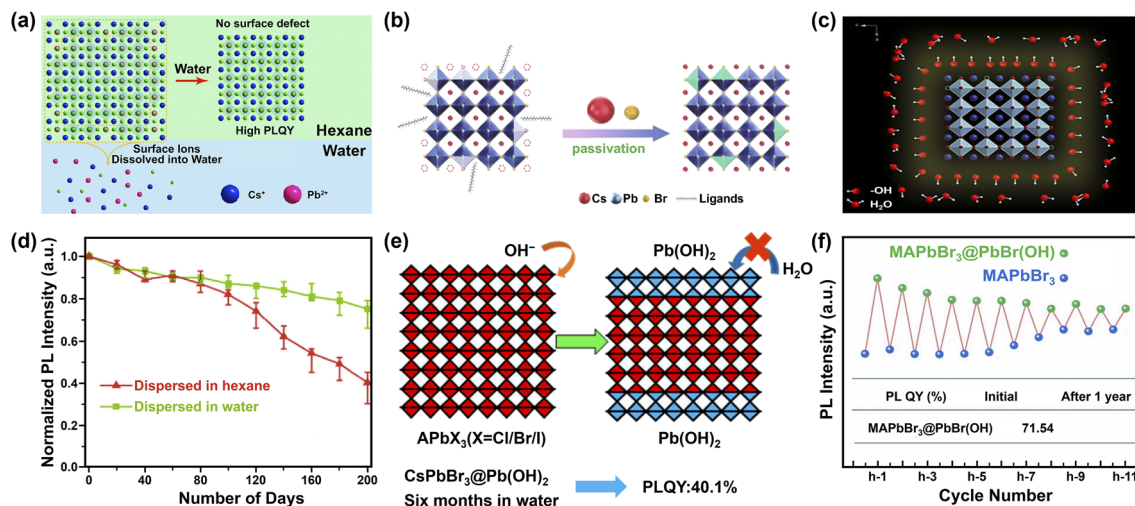 (a)
No surface defect
Water
High PLQY
Hexane
Water
Surface Ions
Dissolved into Water
Cs⁺
Pb²⁺
(b)
passivation
Cs Pb Br Ligands
(c)
-OH
H₂O
(d)
Normalized PL Intensity (a.u.)
1.0
0.8
0.6
0.4
0.2
0.0
Dispersed in hexane
Dispersed in water
0 40 80 120 160 200
Number of Days
(e)
OH⁻
Pb(OH)₂
H₂O
APbX₃(X=Cl/Br/I)
Pb(OH)₂
CsPbBr₃@Pb(OH)₂
Six months in water
PLQY:40.1%
(f)
MAPbBr₃@PbBr(OH)
MAPbBr₃
PL Intensity (a.u.)
PL QY (%) Initial After 1 year
MAPbBr₃@PbBr(OH) 71.54
h-1 h-3 h-5 h-7 h-9 h-11
Cycle Number